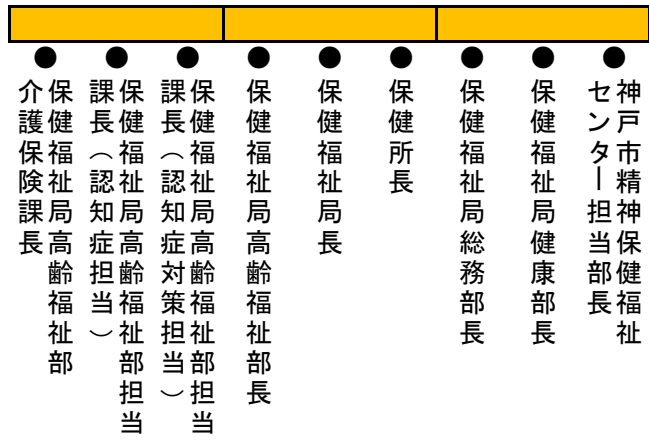 神戸市精神保健福祉
センター担当部長
保健福祉局健康部長
保健福祉局総務部長
保健所長
保健福祉局長
保健福祉局高齢福祉部長
保健福祉局高齢福祉部担当
課長（認知症対策担当）
保健福祉局高齢福祉部担当
課長（認知症担当）
保健福祉局高齢福祉部
介護保険課長